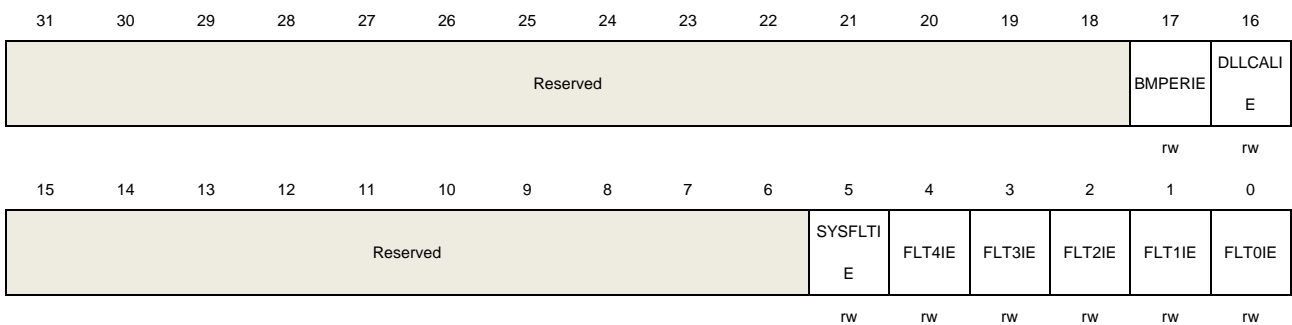 31 30 29 28 27 26 25 24 23 22 21 20 19 18 17 16
Reserved BMPERIE DLLCALI
E
rw rw
15 14 13 12 11 10 9 8 7 6 5 4 3 2 1 0
Reserved SYSFLTI
E FLT4IE FLT3IE FLT2IE FLT1IE FLT0IE
rw rw rw rw rw rw